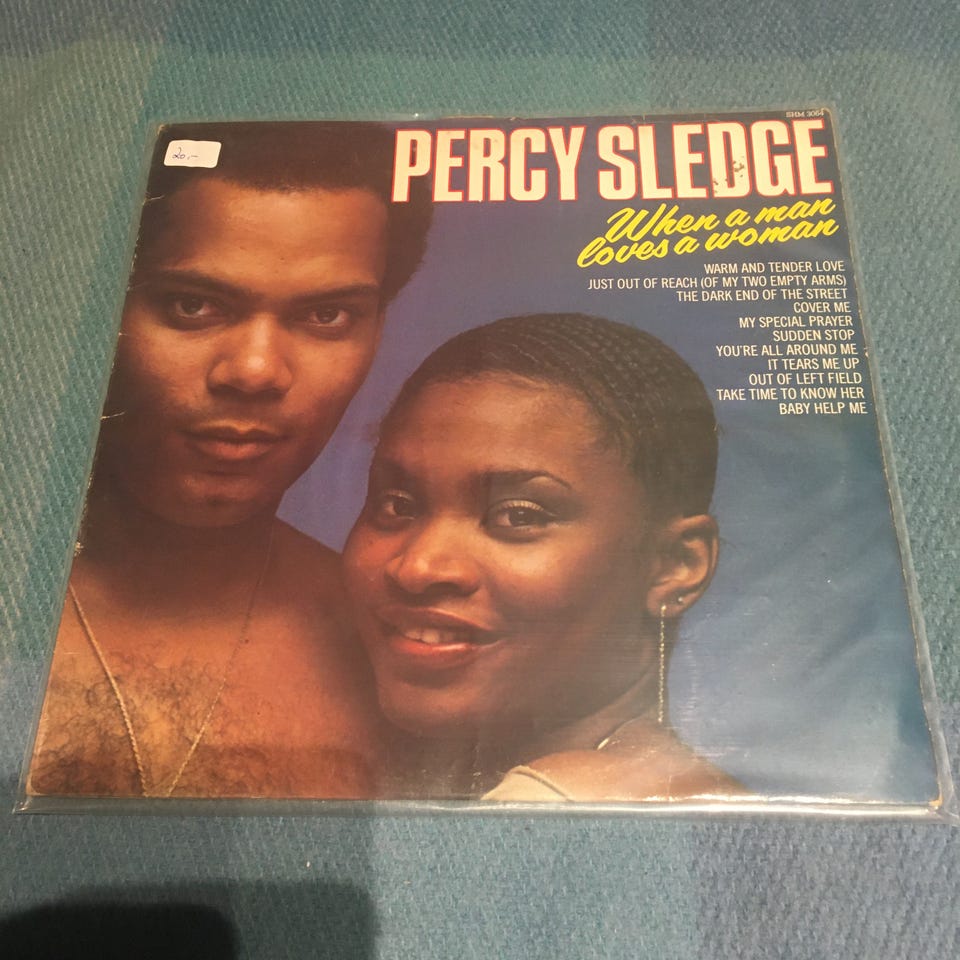 SHM 3064
20,-
PERCY SLEDGE
When a man
loves a woman
WARM AND TENDER LOVE
JUST OUT OF REACH (OF MY TWO EMPTY ARMS)
THE DARK END OF THE STREET
COVER ME
MY SPECIAL PRAYER
SUDDEN STOP
YOU'RE ALL AROUND ME
IT TEARS ME UP
OUT OF LEFT FIELD
TAKE TIME TO KNOW HER
BABY HELP ME